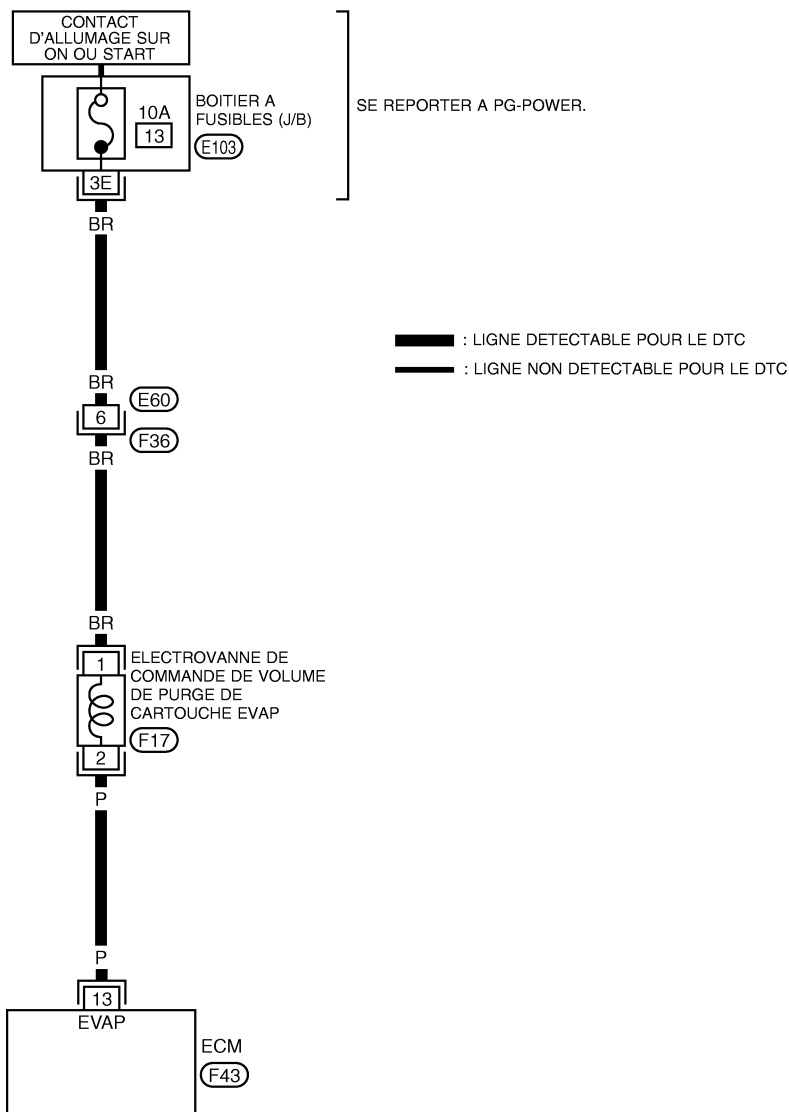 CONTACT
D'ALLUMAGE SUR
ON OU START
BOITIER A
FUSIBLES (J/B)
10A
13
E103
SE REPORTER A PG-POWER.
3E
BR
: LIGNE DETECTABLE POUR LE DTC
: LIGNE NON DETECTABLE POUR LE DTC
BR
E60
6
F36
BR
BR
1
ELECTROVANNE DE
COMMANDE DE VOLUME
DE PURGE DE
CARTOUCHE EVAP
F17
2
P
P
13
EVAP
ECM
F43